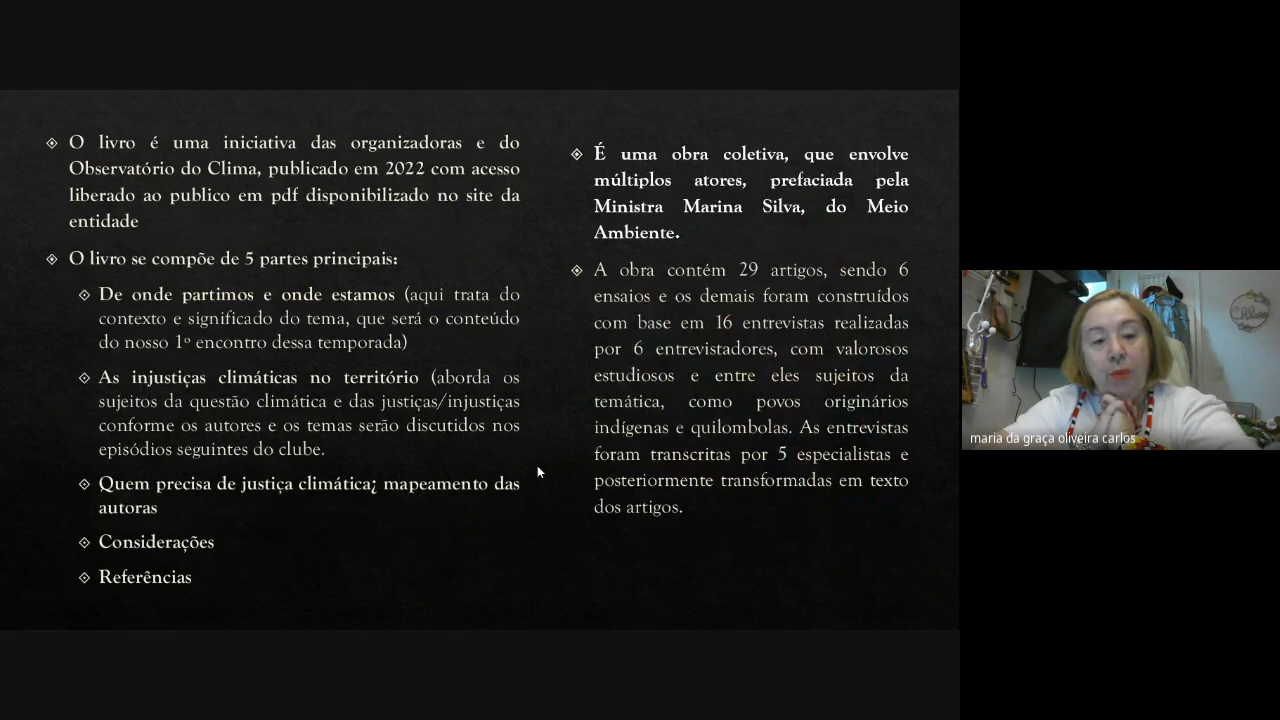 O livro é uma iniciativa das organizadoras e do
Observatório do Clima, publicado em 2022 com acesso
liberado ao publico em pdf disponibilizado no site da
entidade
O livro se compõe de 5 partes principais:
De onde partimos e onde estamos (aqui trata do
contexto e significado do tema, que será o conteúdo
do nosso 1º encontro dessa temporada)
As injustiças climáticas no território (aborda os
sujeitos da questão climática e das justiças/injustiças
conforme os autores e os temas serão discutidos nos
episódios seguintes do clube.
Quem precisa de justiça climática¿ mapeamento das
autoras
Considerações
Referências
É uma obra coletiva, que envolve
múltiplos atores, prefaciada pela
Ministra Marina Silva, do Meio
Ambiente.
A obra contém 29 artigos, sendo 6
ensaios e os demais foram construídos
com base em 16 entrevistas realizadas
por 6 entrevistadores, com valorosos
estudiosos e entre eles sujeitos da
temática, como povos originários
indígenas e quilombolas. As entrevistas
foram transcritas por 5 especialistas e
posteriormente transformadas em texto
dos artigos.
maria da graça oliveira carlos